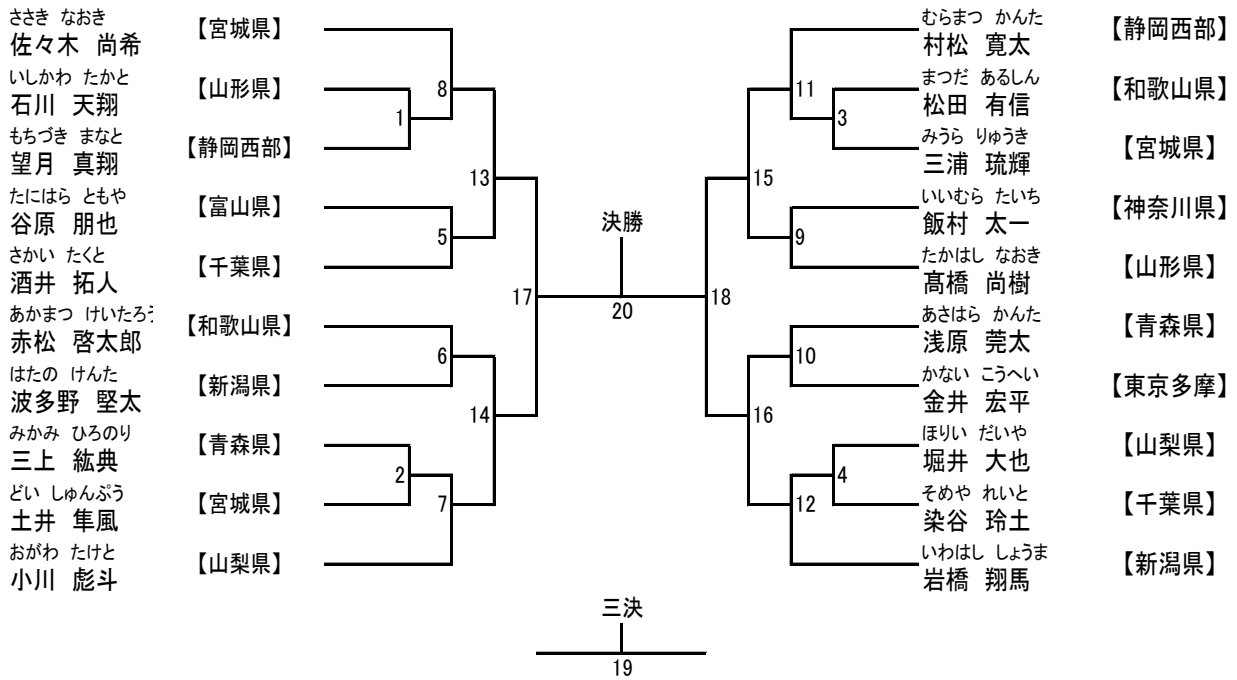 ささき なおき
佐々木 尚希 【宮城県】
いしかわ たかと
石川 天翔 【山形県】
もちづき まなと
望月 真翔 【静岡西部】
たにはら ともや
谷原 朋也 【富山県】
さかい たくと
酒井 拓人 【千葉県】
あかまつ けいたろう
赤松 啓太郎 【和歌山県】
はたの けんた
波多野 堅太 【新潟県】
みかみ ひろのり
三上 紘典 【青森県】
どい しゅんぷう
土井 隼風 【宮城県】
おがわ たけと
小川 彪斗 【山梨県】
8
1
13
5
17
6
14
2
7
決勝
20
三決
19
11
3
15
9
18
10
16
4
12
むらまつ かんた
村松 寛太 【静岡西部】
まつだ あるしん
松田 有信 【和歌山県】
みうら りゅうき
三浦 琉輝 【宮城県】
いいむら たいち
飯村 太一 【神奈川県】
たかはし なおき
髙橋 尚樹 【山形県】
あさはら かんた
浅原 莞太 【青森県】
かない こうへい
金井 宏平 【東京多摩】
ほりい だいや
堀井 大也 【山梨県】
そめや れいと
染谷 玲士 【千葉県】
いわはし しょうま
岩橋 翔馬 【新潟県】